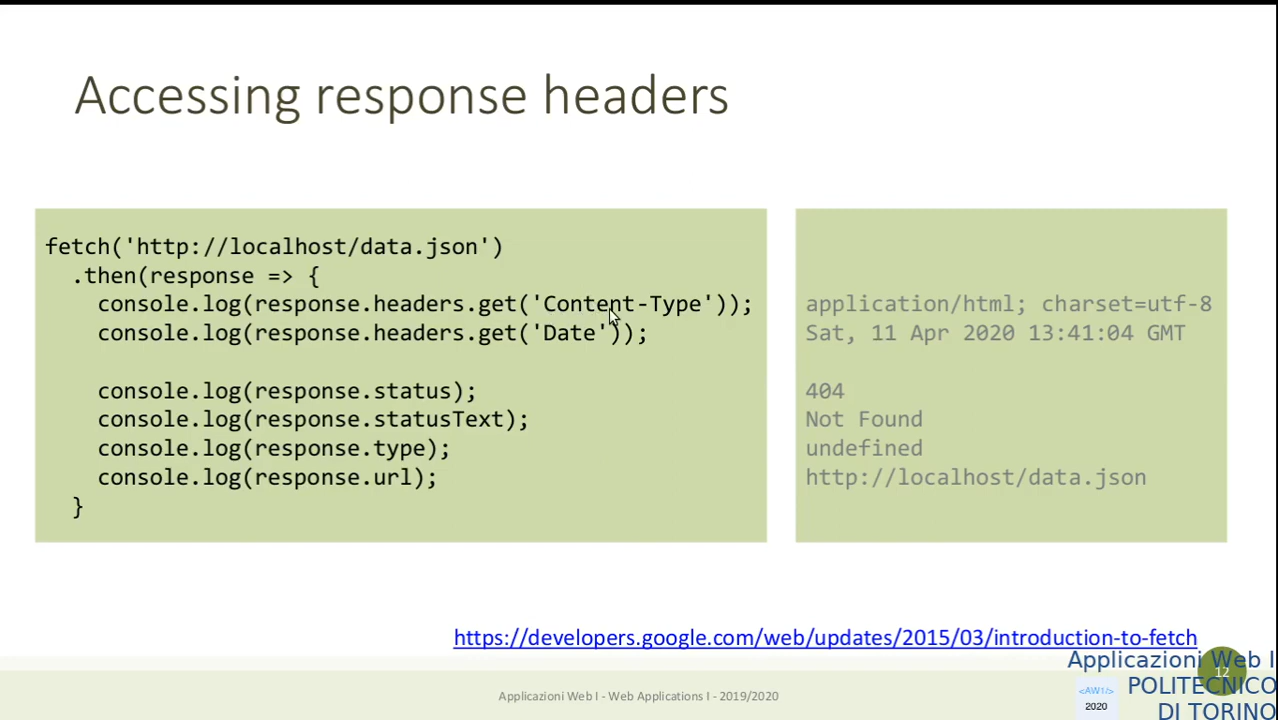 Accessing response headers
fetch('http://localhost/data.json')
.then(response => {
console.log(response.headers.get('Content-Type'));
console.log(response.headers.get('Date'));
console.log(response.status);
console.log(response.statusText);
console.log(response.type);
console.log(response.url);
}
application/html; charset=utf-8
Sat, 11 Apr 2020 13:41:04 GMT
404
Not Found
undefined
http://localhost/data.json
https://developers.google.com/web/updates/2015/03/introduction-to-fetch
Applicazioni Web I - Web Applications I - 2019/2020
12
Applicazioni Web I
POLITECNICO
DI TORINO
<AW1/>
2020